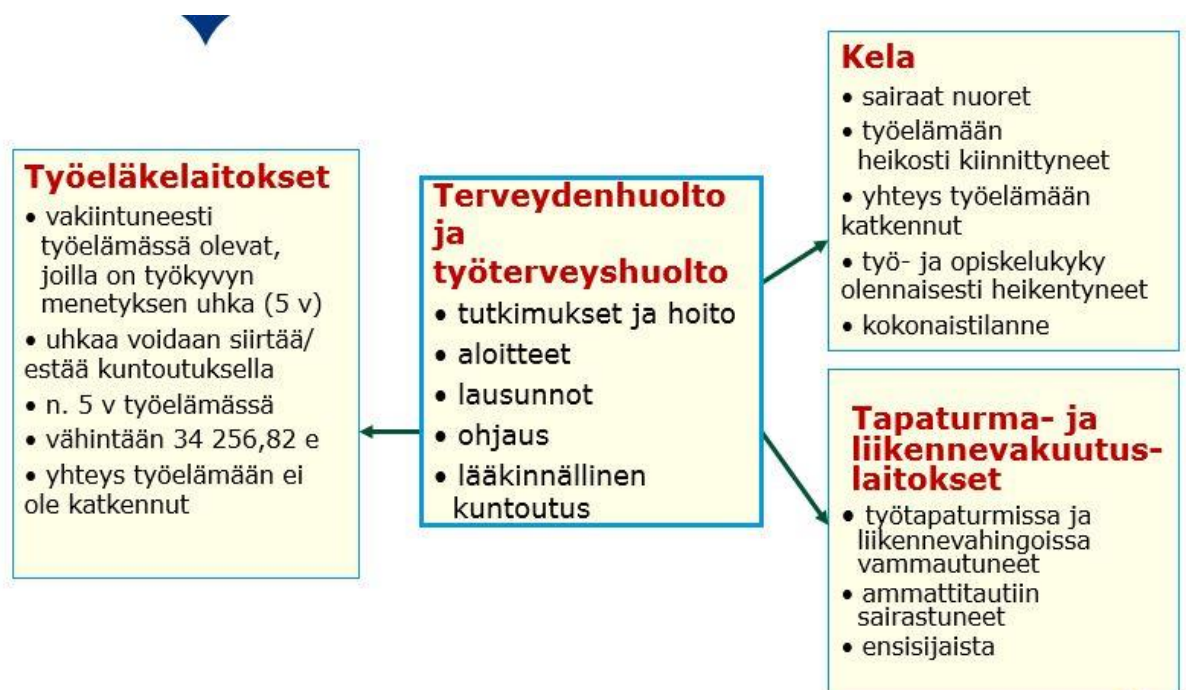 Työeläkelaitokset
• vakiintuneesti
työelämässä olevat,
joilla on työkyvyn
menetyksen uhka (5 v)
• uhkaa voidaan siirtää/
estää kuntoutuksella
• n. 5 v työelämässä
• vähintään 34 256,82 e
• yhteys työelämään ei
ole katkennut
Terveydenhuolto
ja
työterveyshuolto
• tutkimukset ja hoito
• aloitteet
• lausunnot
• ohjaus
• lääkinnällinen
kuntoutus
Kela
• sairaat nuoret
• työelämään
heikosti kiinnittyneet
• yhteys työelämään
katkennut
• työ- ja opiskelukyky
olennaisesti heikentyneet
• kokonaistilanne
Tapaturma- ja
liikennevakuutus-
laitokset
• työtapaturmissa ja
liikennevahingoissa
vammautuneet
• ammattitautiin
sairastuneet
• ensisijaista